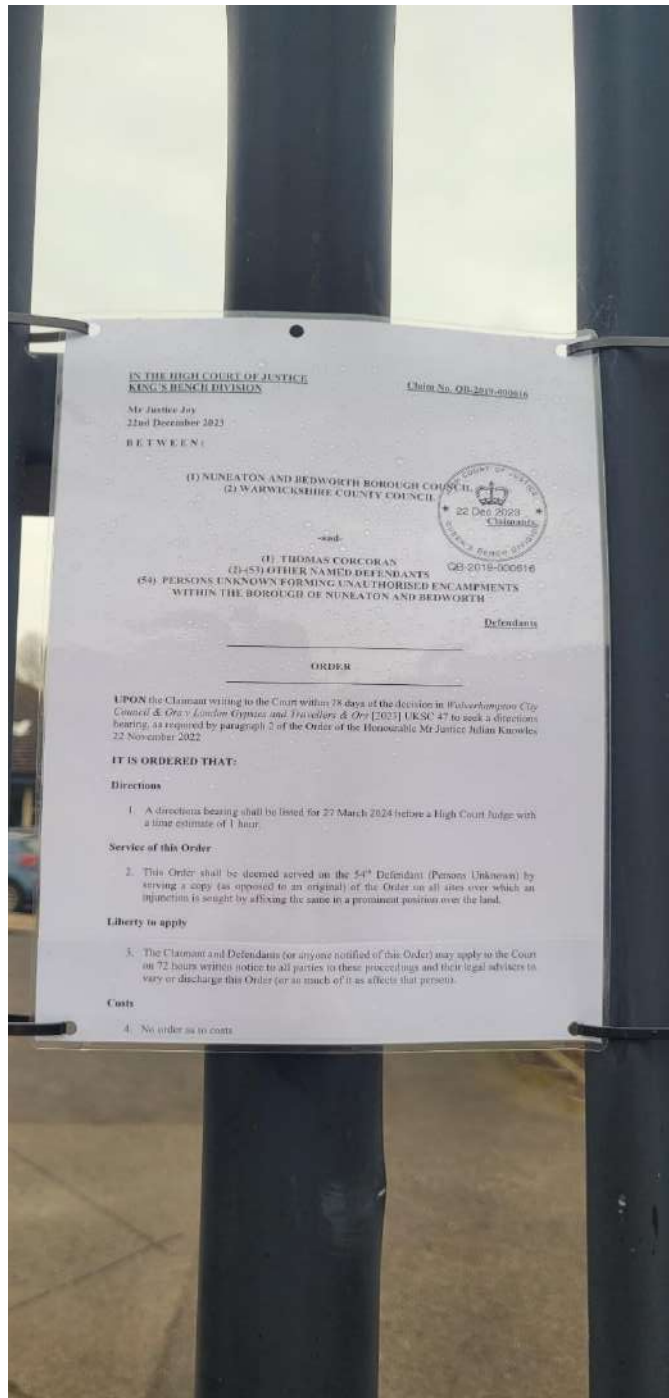 IN THE HIGH COURT OF JUSTICE
KING'S BENCH DIVISION
Claim No. QB-2019-000616
Mr Justice Jay
22nd December 2023
B E T W E E N :
(1) NUNEATON AND BEDWORTH BOROUGH COUNCIL
(2) WARWICKSHIRE COUNTY COUNCIL
Claimants
COURT OF JUSTICE
22 Dec 2023
QUEEN'S BENCH DIVISION
QB-2019-000616
-and-
(1) THOMAS CORCORAN
(2)-(53) OTHER NAMED DEFENDANTS
(54) PERSONS UNKNOWN FORMING UNAUTHORISED ENCAMPMENTS
WITHIN THE BOROUGH OF NUNEATON AND BEDWORTH
Defendants
ORDER
UPON the Claimant writing to the Court within 28 days of the decision in Wolverhampton City
Council & Ors v London Gypsies and Travellers & Ors [2023] UKSC 47 to seek a directions
hearing, as required by paragraph 2 of the Order of the Honourable Mr Justice Julian Knowles
22 November 2022
IT IS ORDERED THAT:
Directions
1. A directions hearing shall be listed for 27 March 2024 before a High Court Judge with
a time estimate of 1 hour.
Service of this Order
2. This Order shall be deemed served on the 54th Defendant (Persons Unknown) by
serving a copy (as opposed to an original) of the Order on all sites over which an
injunction is sought by affixing the same in a prominent position over the land.
Liberty to apply
3. The Claimant and Defendants (or anyone notified of this Order) may apply to the Court
on 72 hours written notice to all parties to these proceedings and their legal advisers to
vary or discharge this Order (or so much of it as affects that person).
Costs
4. No order as to costs